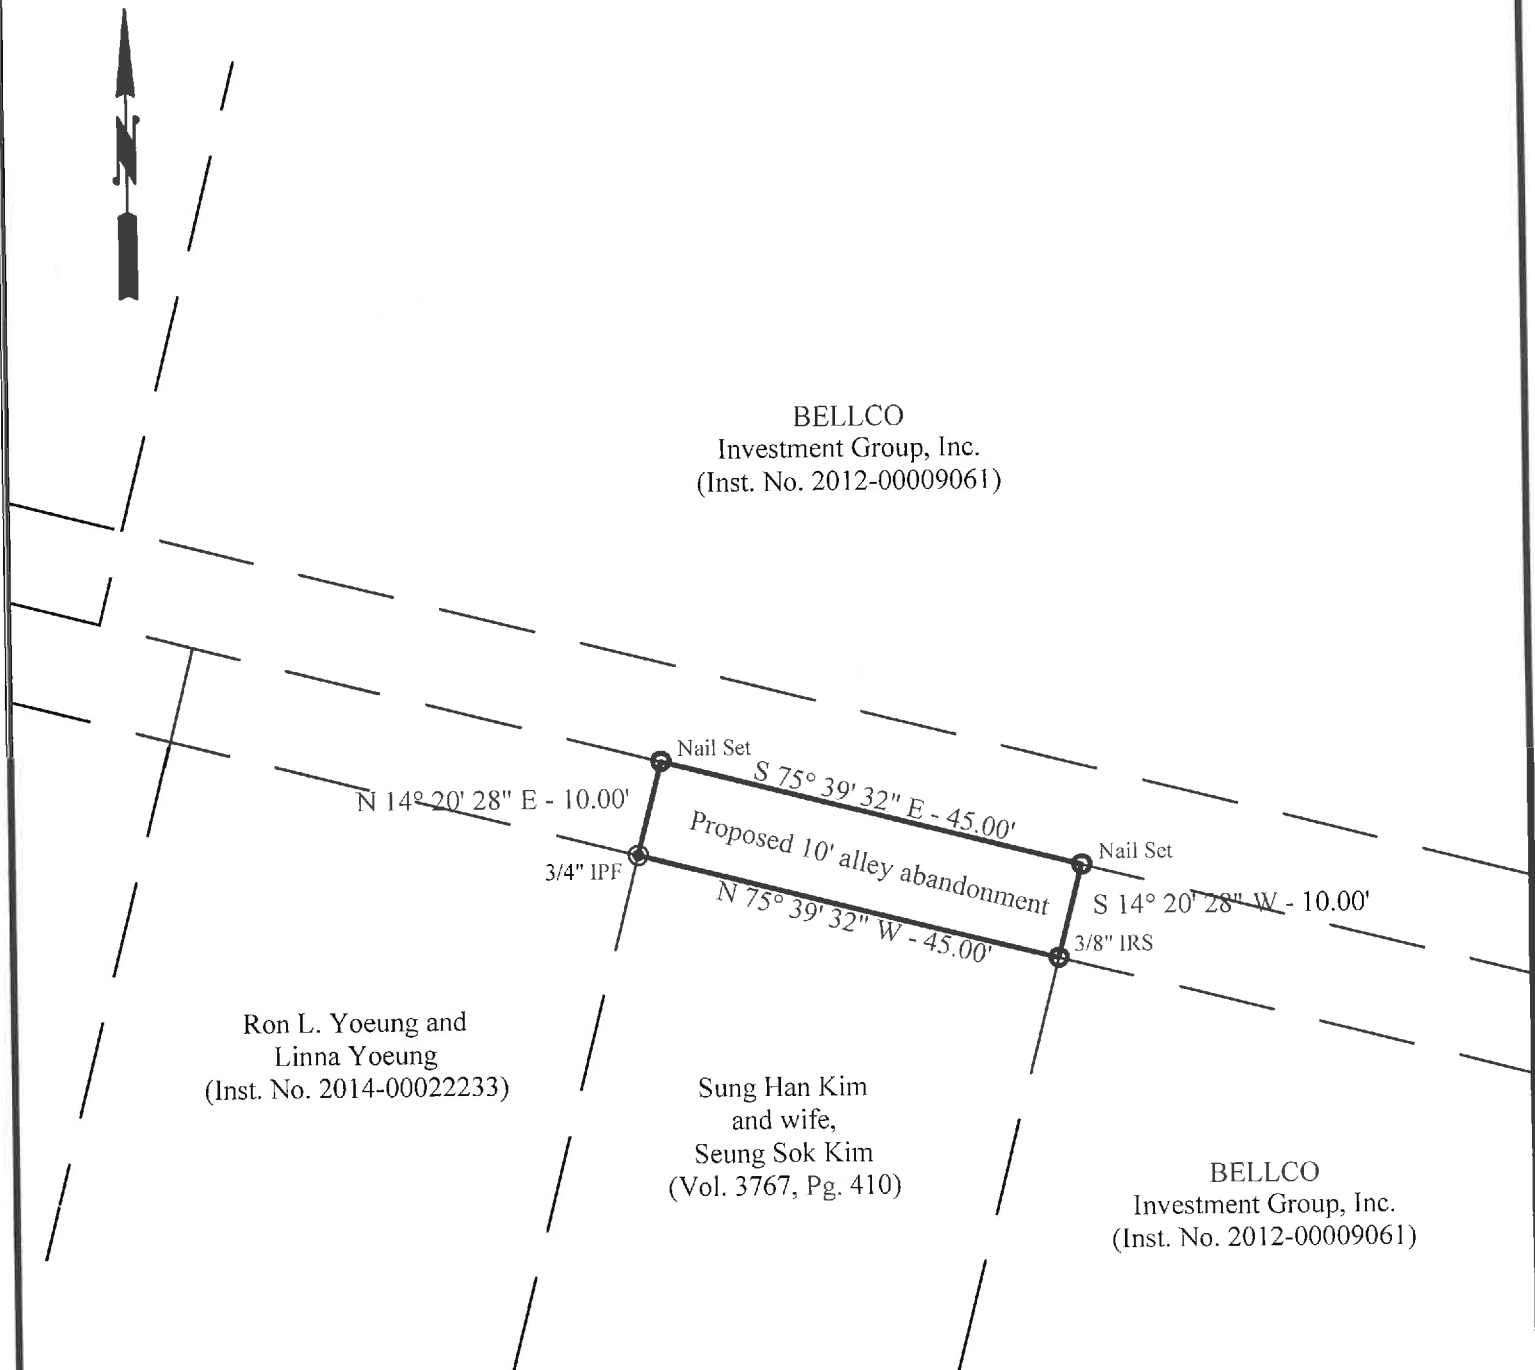 N
BELLCO
Investment Group, Inc.
(Inst. No. 2012-00009061)
Nail Set
S 75° 39' 32" E - 45.00'
N 14° 20' 28" E - 10.00'
Proposed 10' alley abandonment
Nail Set
3/4" IPF
N 75° 39' 32" W - 45.00'
S 14° 20' 28" W - 10.00'
3/8" IRS
Ron L. Yoeung and
Linna Yoeung
(Inst. No. 2014-00022233)
Sung Han Kim
and wife,
Seung Sok Kim
(Vol. 3767, Pg. 410)
BELLCO
Investment Group, Inc.
(Inst. No. 2012-00009061)